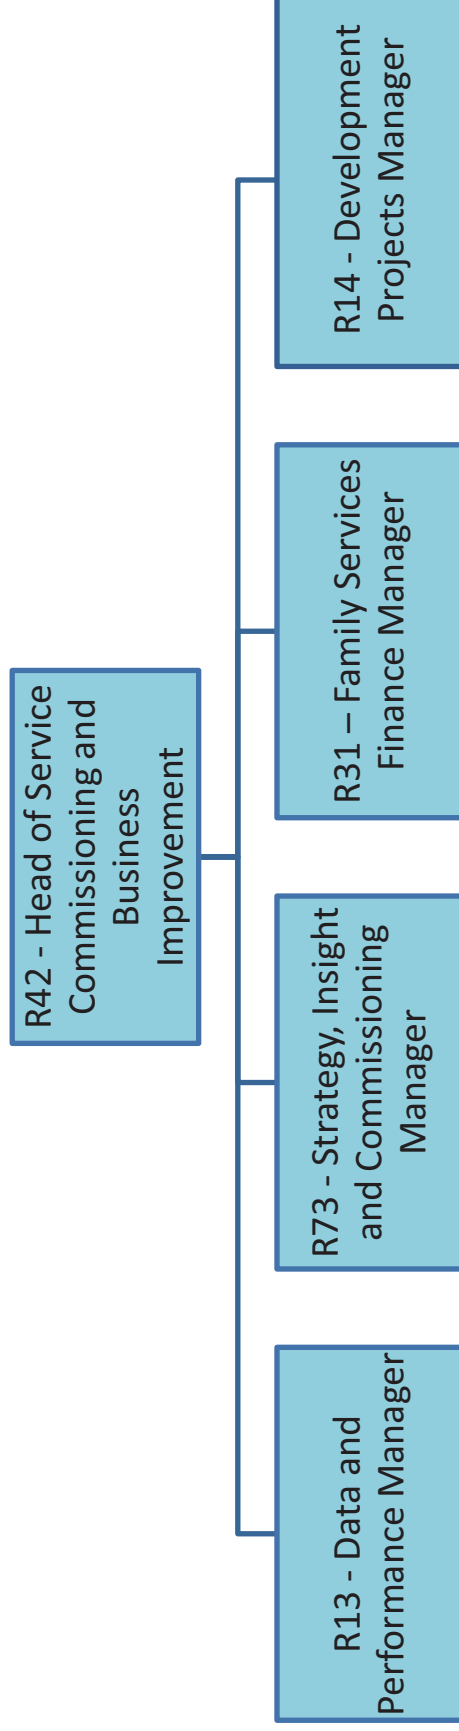 R42 - Head of Service
Commissioning and
Business
Improvement
R13 - Data and
Performance Manager
R73 - Strategy, Insight
and Commissioning
Manager
R31 – Family Services
Finance Manager
R14 - Development
Projects Manager